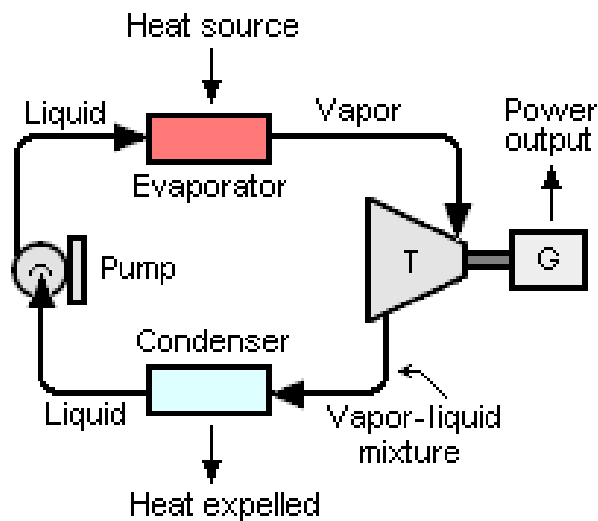 Heat source
Liquid
Vapor
Power
output
Evaporator
T
G
Pump
Condenser
Liquid
Vapor-liquid
mixture
Heat expelled